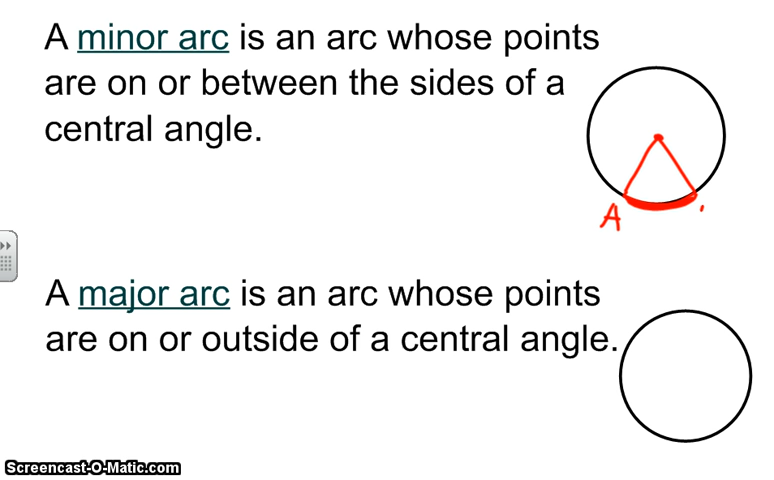 A minor arc is an arc whose points
are on or between the sides of a
central angle.
A
A major arc is an arc whose points
are on or outside of a central angle.
Screencast-O-Matic.com